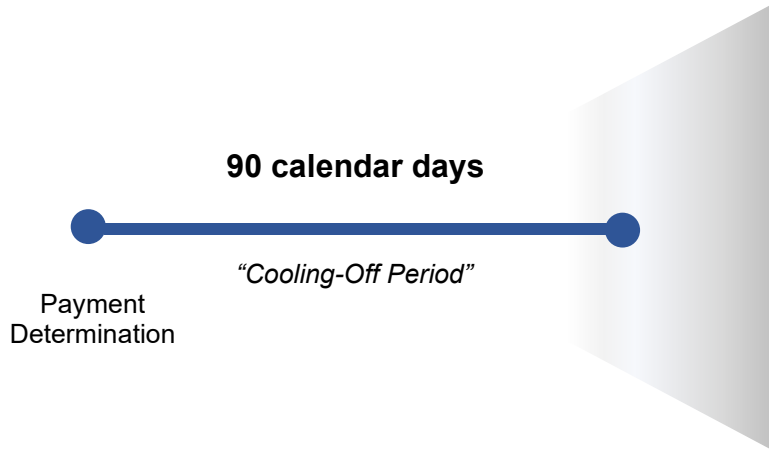 90 calendar days
“Cooling-Off Period”
Payment
Determination